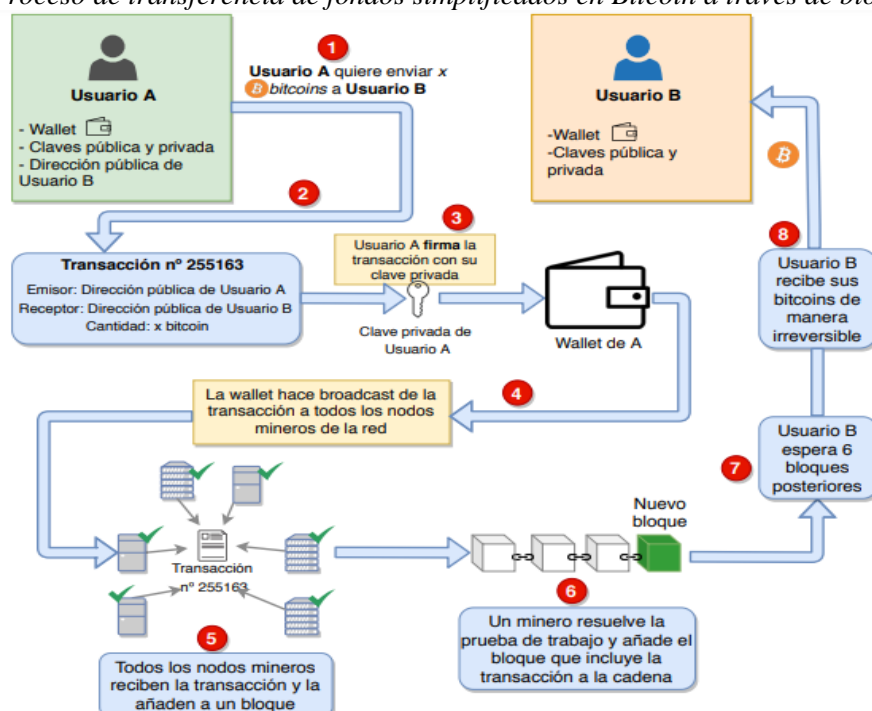 roceso de transferencia de fondos simplificados en Bitcoin a través de
1
Usuario A quiere enviar x
bitcoins a Usuario B
Usuario A
- Wallet
- Claves pública y privada
- Dirección pública de
Usuario B
Usuario B
-Wallet
-Claves pública y
privada
2
Transacción nº 255163
Emisor: Dirección pública de Usuario A
Receptor: Dirección pública de Usuario B
Cantidad: x bitcoin
3
Usuario A firma la
transacción con su
clave privada
Clave privada de
Usuario A
Wallet de A
4
La wallet hace broadcast de la
transacción a todos los nodos
mineros de la red
Transacción
nº 255163
5
Todos los nodos mineros
reciben la transacción y la
añaden a un bloque
Nuevo
bloque
6
Un minero resuelve la
prueba de trabajo y añade el
bloque que incluye la
transacción a la cadena
7
Usuario B
espera 6
bloques
posteriores
8
Usuario B
recibe sus
bitcoins de
manera
irreversible